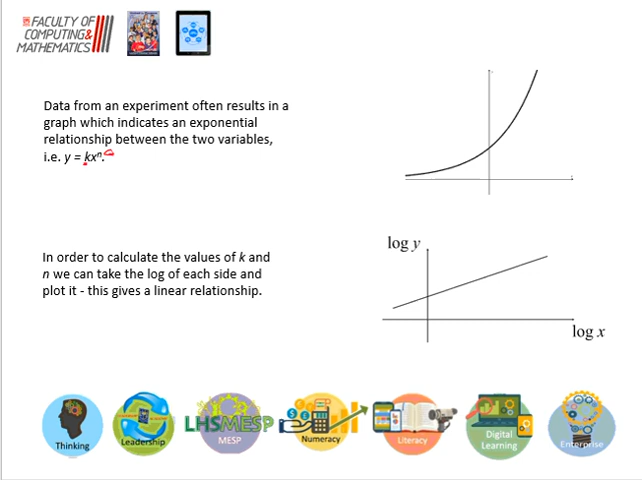 FACULTY OF
COMPUTING&
MATHEMATICS
Data from an experiment often results in a
graph which indicates an exponential
relationship between the two variables,
i.e. y = kxⁿ.
In order to calculate the values of k and
n we can take the log of each side and
plot it - this gives a linear relationship.
log y
log x
Thinking
Leadership
LHSMESP
MESP
Numeracy
Literacy
Digital
Learning
Enterprise